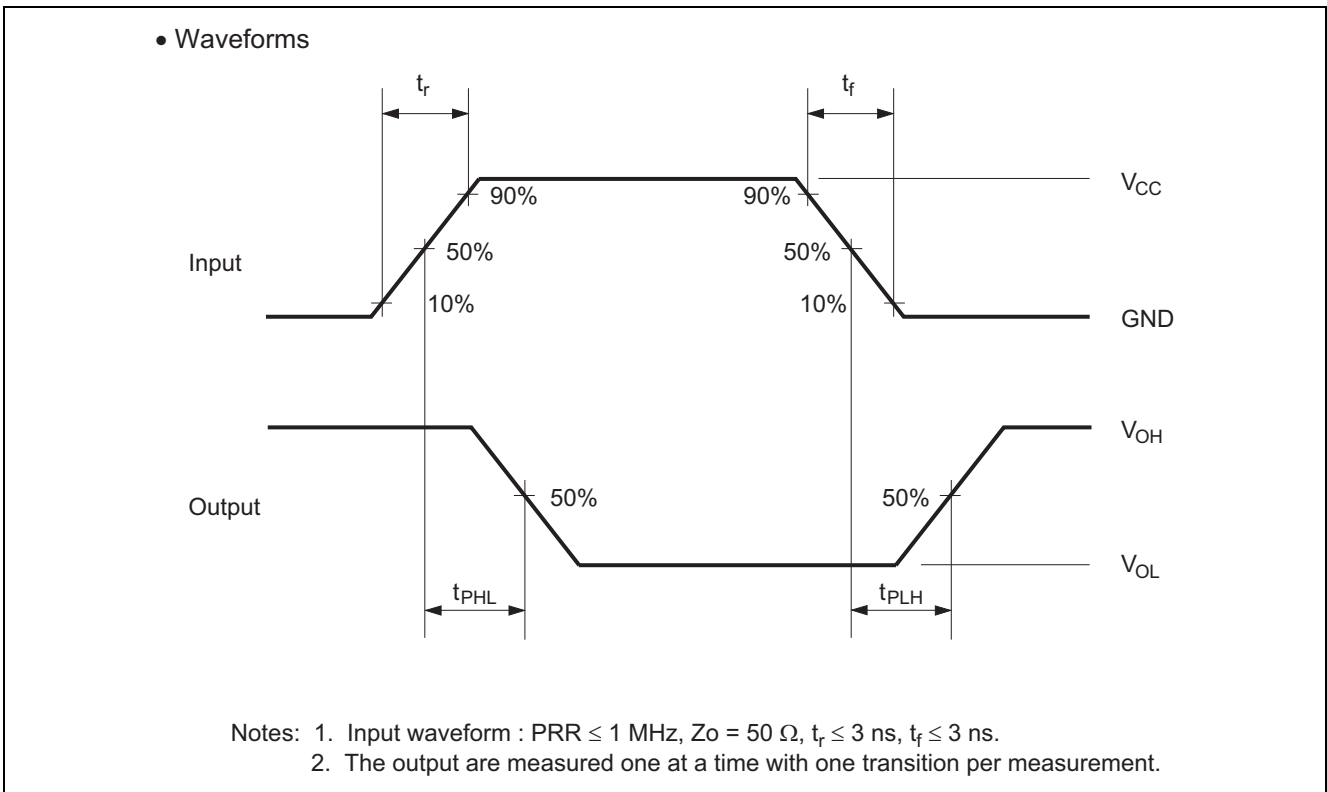 • Waveforms
tr
tf
90%
90%
VCC
50%
50%
Input
10%
10%
GND
VOH
50%
50%
Output
VOL
tPHL
tPLH
Notes: 1. Input waveform : PRR ≤ 1 MHz, Zo = 50 Ω, tr ≤ 3 ns, tf ≤ 3 ns.
2. The output are measured one at a time with one transition per measurement.